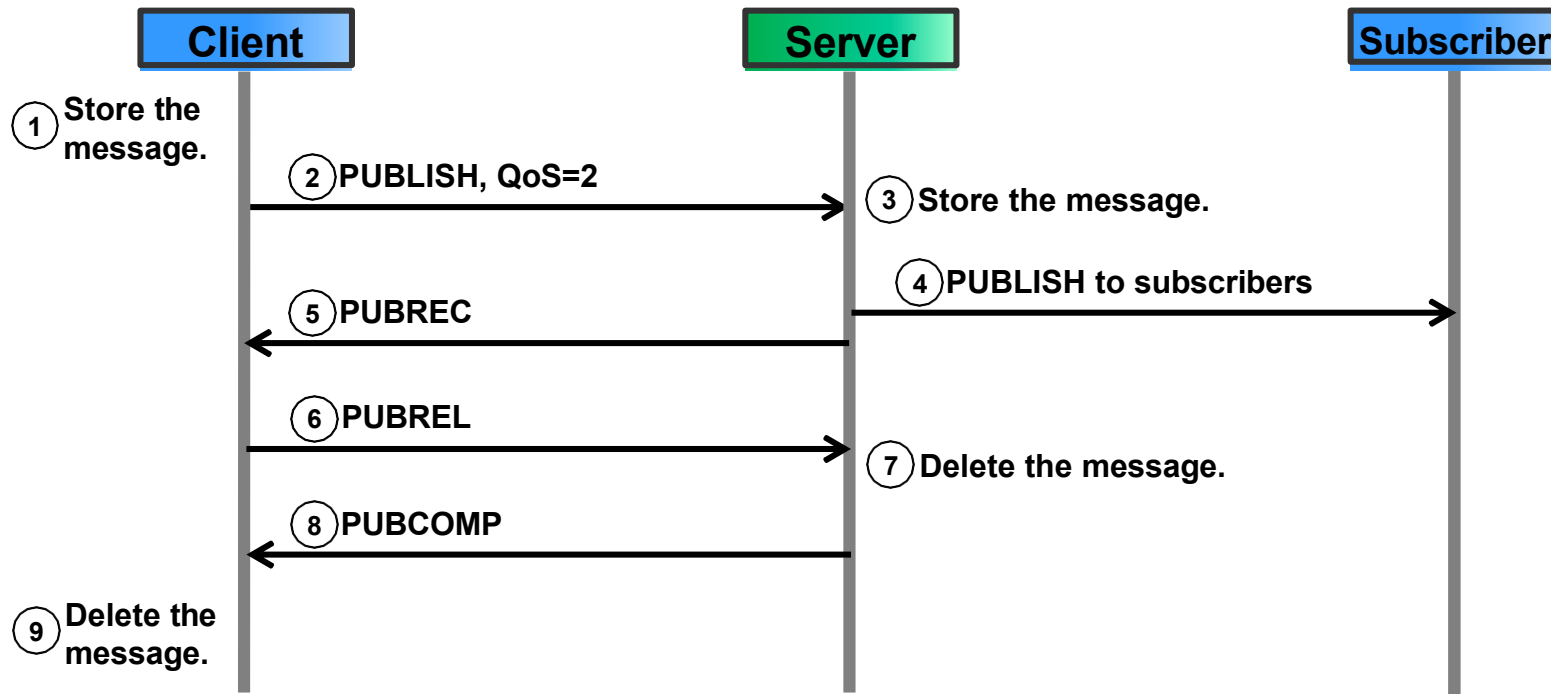 Client
Server
Subscriber
1 Store the
message.
2 PUBLISH, QoS=2
3 Store the message.
4 PUBLISH to subscribers
5 PUBREC
6 PUBREL
7 Delete the message.
8 PUBCOMP
9 Delete the
message.